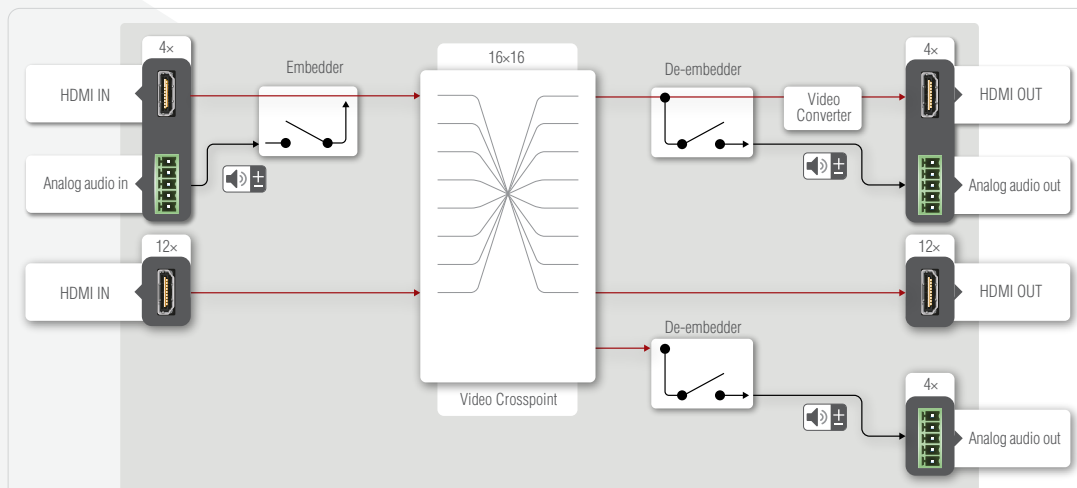 4×
Embedder
16×16
De-embedder
4×
HDMI IN
Video
Converter
HDMI OUT
Analog audio in
Analog audio out
12×
12×
HDMI IN
HDMI OUT
De-embedder
4×
Video Crosspoint
Analog audio out